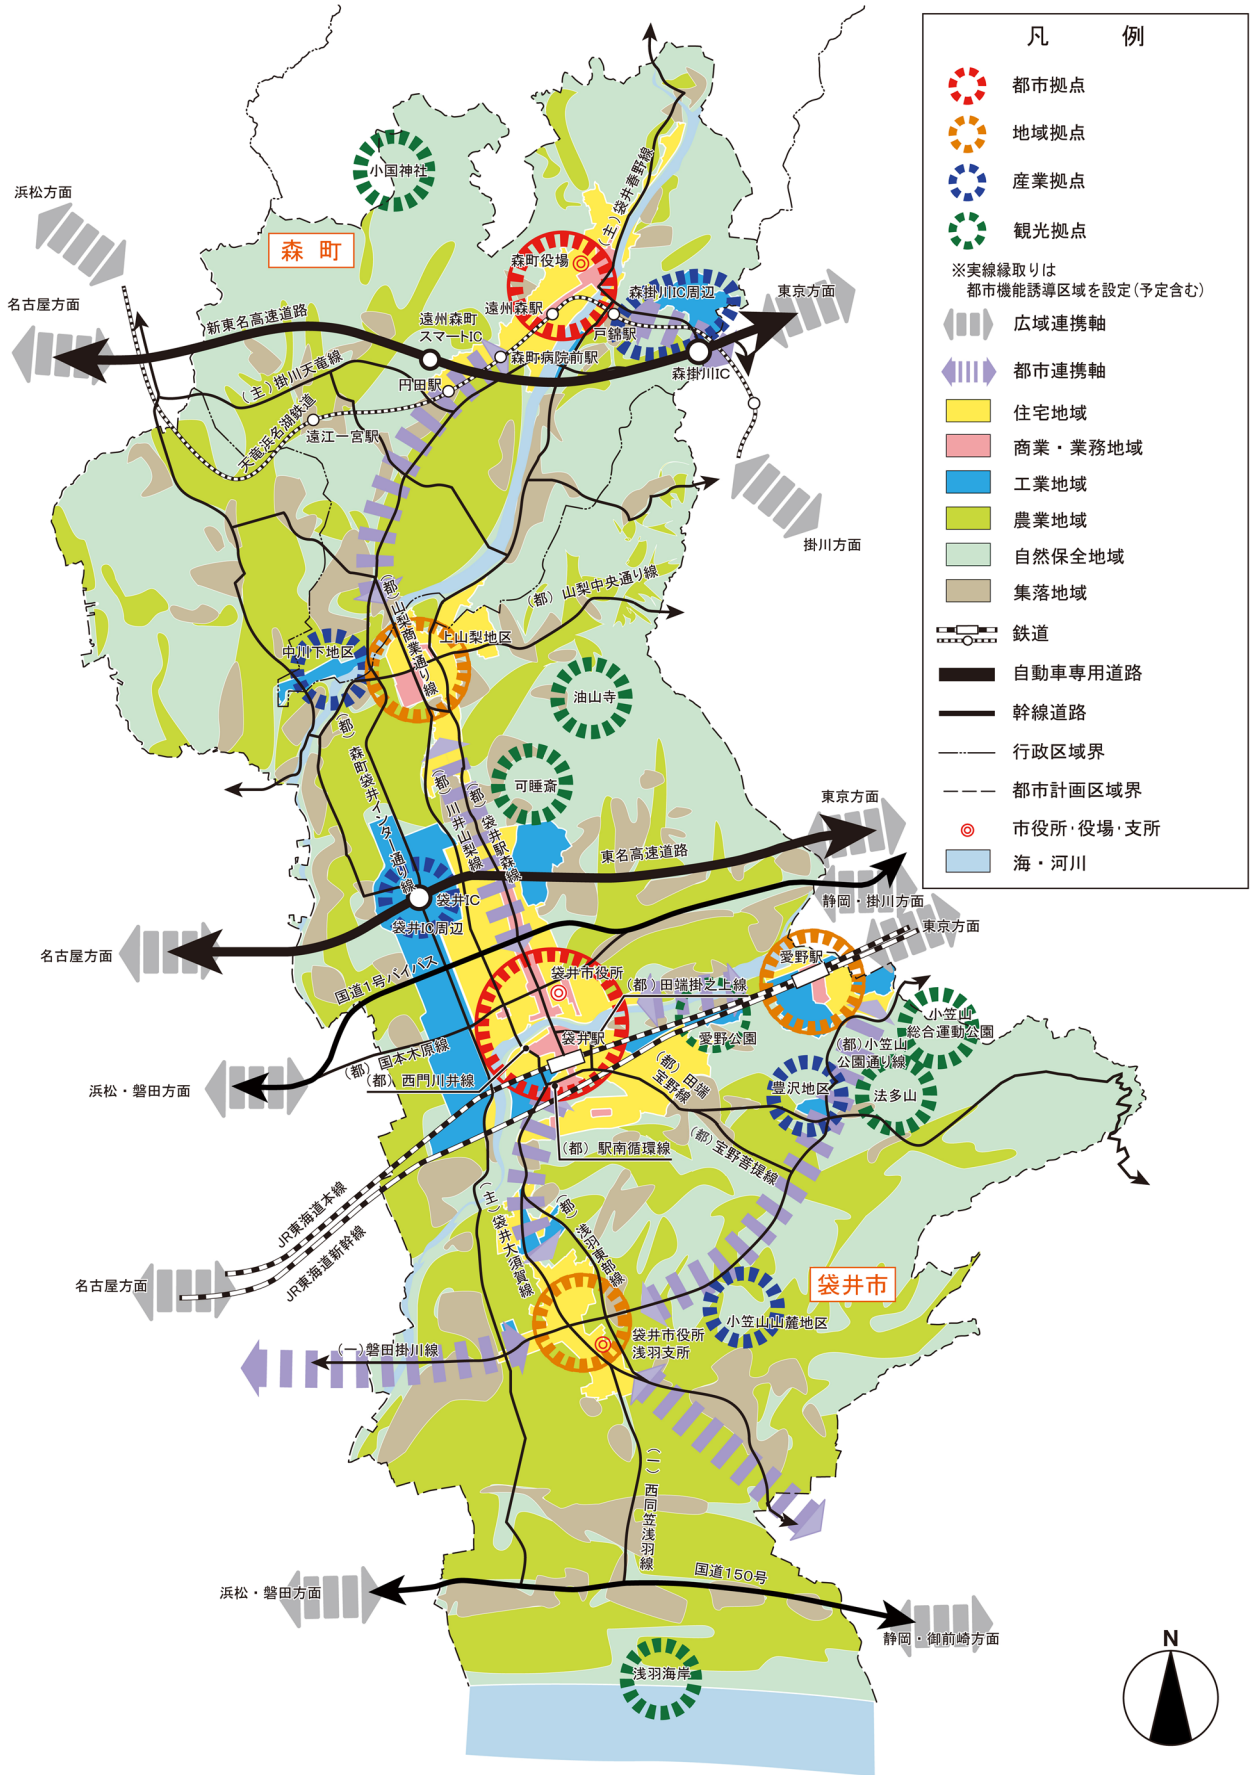 凡 例
都市拠点
地域拠点
産業拠点
観光拠点
※実線縁取りは
都市機能誘導区域を設定(予定含む)
広域連携軸
都市連携軸
住宅地域
商業・業務地域
工業地域
農業地域
自然保全地域
集落地域
鉄道
自動車専用道路
幹線道路
行政区域界
都市計画区域界
市役所・役場・支所
海・河川
小国神社
浜松方面
森 町
(主)袋井春野線
森町役場
名古屋方面
新東名高速道路
遠州森駅
森掛川IC周辺
東京方面
遠州森町
スマートIC
戸綿駅
森町病院前駅
森掛川IC
(主)掛川天竜線
円田駅
天竜浜名湖鉄道
遠江一宮駅
掛川方面
(都)山梨中央通り線
(都)山梨商業通り線
上山梨地区
中川下地区
油山寺
(都)森町袋井インター通り線
(都)川井山梨線
(都)袋井駅森線
可睡斎
東京方面
東名高速道路
袋井IC
袋井IC周辺
静岡・掛川方面
名古屋方面
東京方面
国道1号バイパス
愛野駅
袋井市役所
(都)田端掛之上線
小笠山
総合運動公園
袋井駅
愛野公園
(都)国本木原線
(都)小笠山
公園通り線
(都)西門川井線
(都)田端
宝野線
豊沢地区
法多山
浜松・磐田方面
(都)駅南循環線
(都)宝野菩提線
JR東海道本線
JR東海道新幹線
(主)袋井大須賀線
(都)浅羽東部線
名古屋方面
袋井市
小笠山山麓地区
袋井市役所
浅羽支所
(一)磐田掛川線
(一)西同笠浅羽線
国道150号
浜松・磐田方面
静岡・御前崎方面
浅羽海岸
N